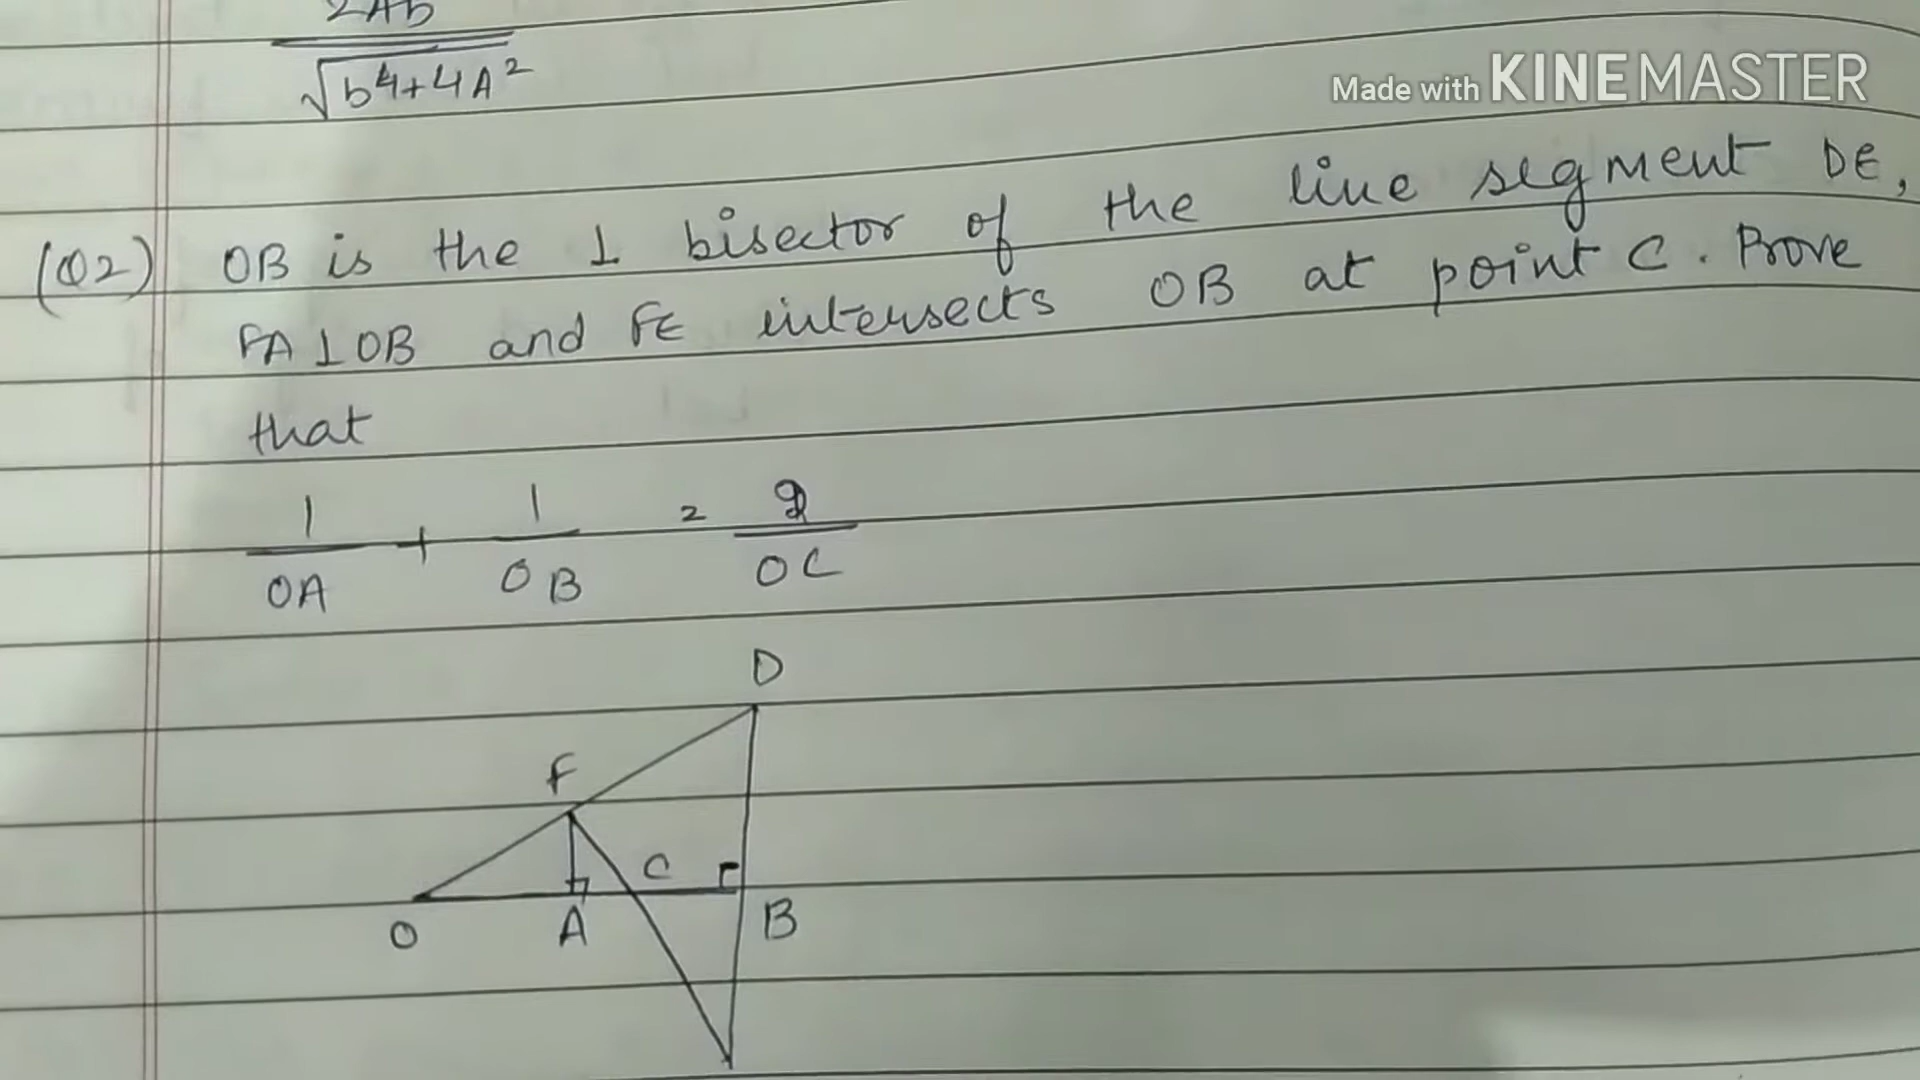 2Ab
√b⁴+4A²
Made with KINEMASTER
(Q2) OB is the ⊥ bisector of the line segment DE,
FA ⊥ OB and FE intersects OB at point C. Prove
that
1/OA + 1/OB = 2/OC
D
F
C
O A B